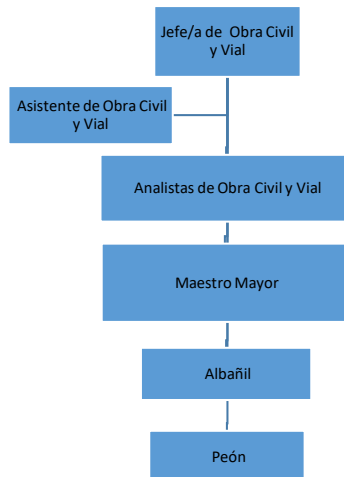 Jefe/a de Obra Civil
y Vial
Asistente de Obra Civil
y Vial
Analistas de Obra Civil y Vial
Maestro Mayor
Albañil
Peón